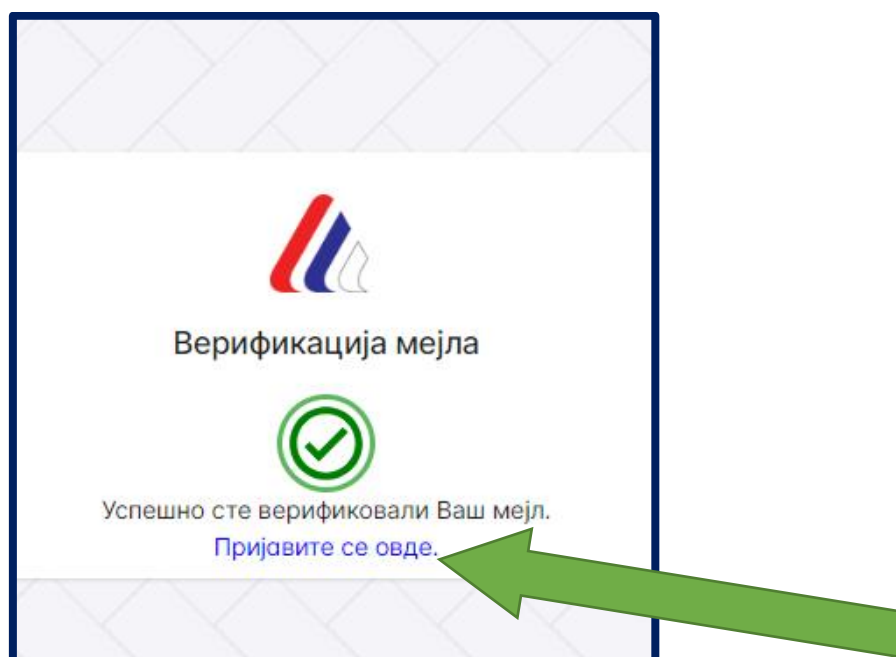 Верификација мејла
Успешно сте верификовали Ваш мејл.
Пријавите се овде.